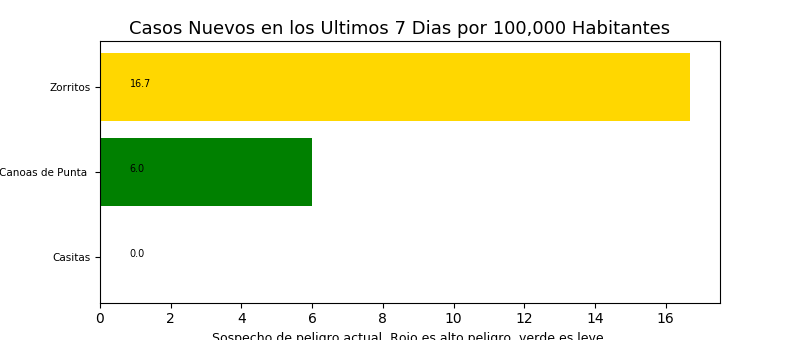 Casos Nuevos en los Ultimos 7 Dias por 100,000 Habitantes
Zorritos
16.7
Canoas de Punta
6.0
Casitas
0.0
0 2 4 6 8 10 12 14 16
Sospecho de peligro actual. Rojo es alto peligro, verde es leve